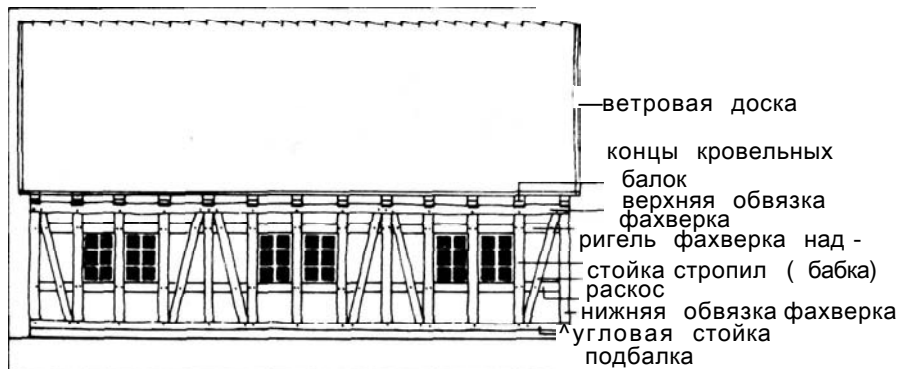 ветровая доска
концы кровельных
балок
верхняя обвязка
фахверка
ригель фахверка над -
стойка стропил ( бабка)
раскос
нижняя обвязка фахверка
^угловая стойка
подбалка